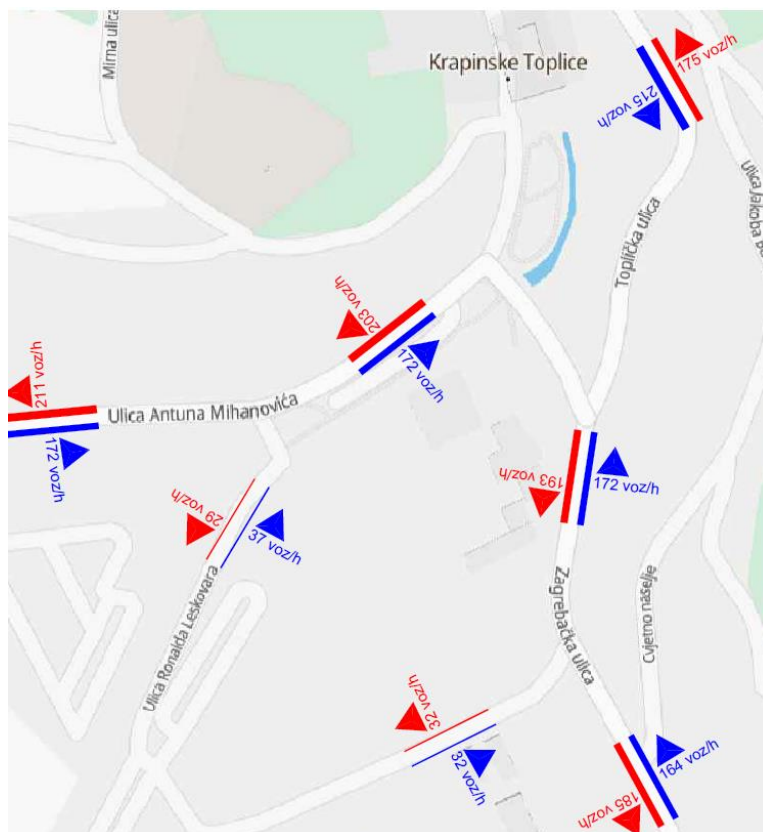 Mirna ulica
Krapinske Toplice
175 voz/h
215 voz/h
Ulica Jakoba
Toplička ulica
203 voz/h
172 voz/h
211 voz/h
Ulica Antuna Mihanovića
172 voz/h
193 voz/h
172 voz/h
29 voz/h
37 voz/h
Ulica Ronalda Leskovara
Zagrebačka ulica
Cvjetno naselje
32 voz/h
32 voz/h
164 voz/h
185 voz/h